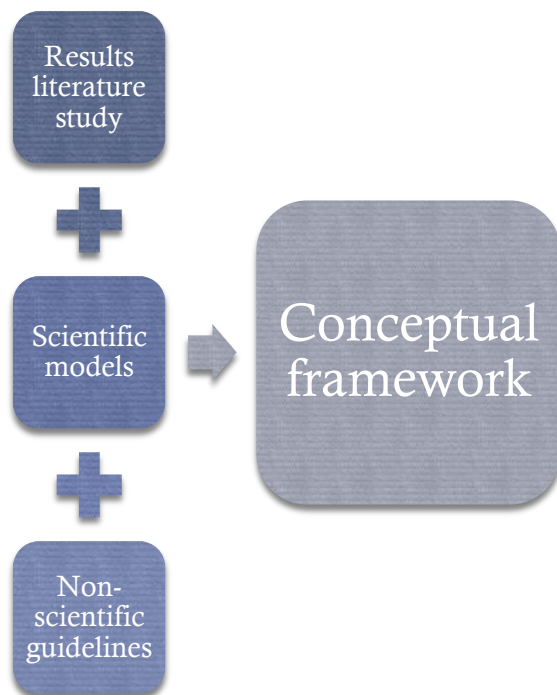 Results
literature
study
Scientific
models
Conceptual
framework
Non-
scientific
guidelines